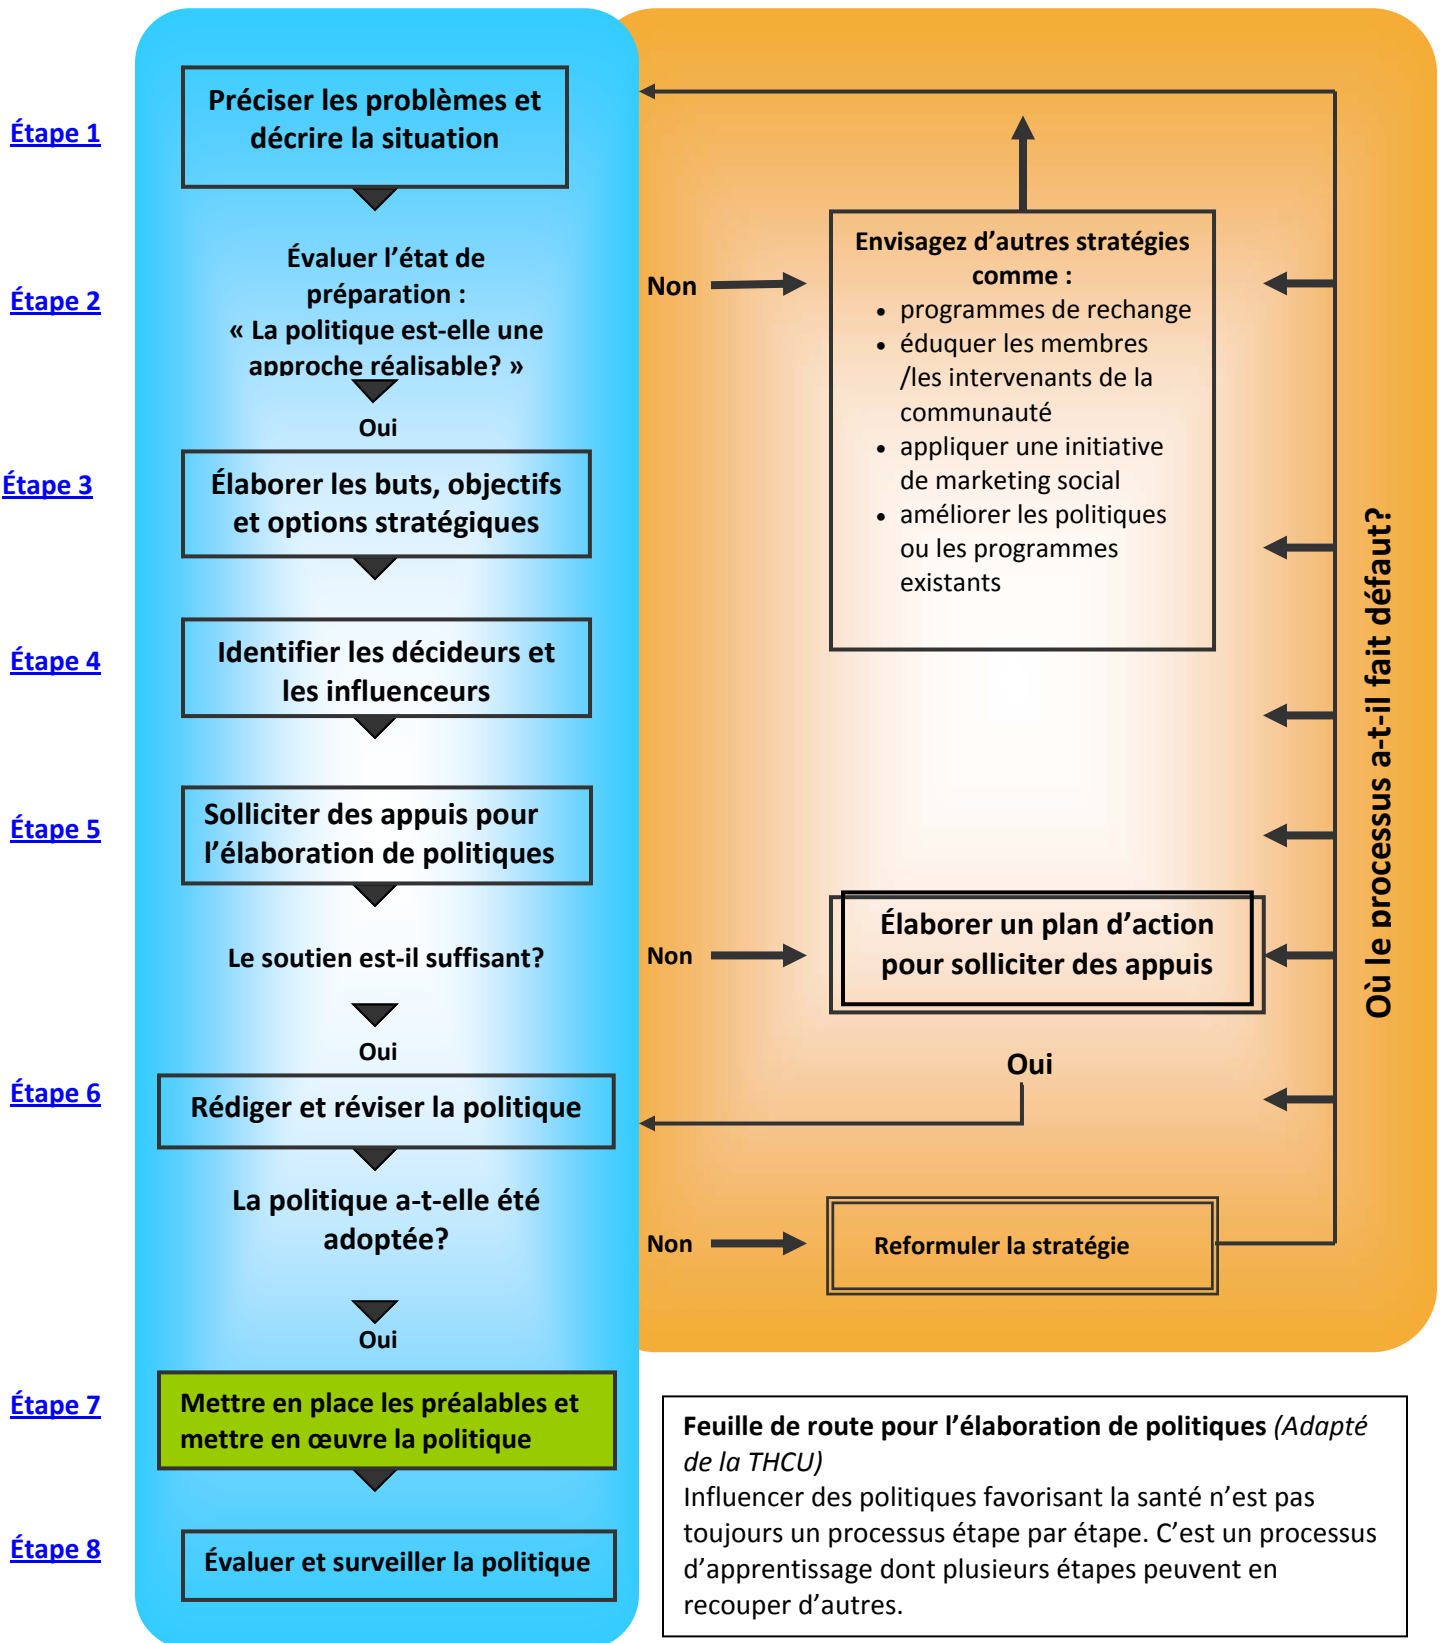 Étape 1
Préciser les problèmes et
décrire la situation
Étape 2
Évaluer l’état de
préparation :
« La politique est-elle une
approche réalisable? »
Non
Envisagez d’autres stratégies
comme :
• programmes de rechange
• éduquer les membres
/les intervenants de la
communauté
• appliquer une initiative
de marketing social
• améliorer les politiques
ou les programmes
existants
Oui
Étape 3
Élaborer les buts, objectifs
et options stratégiques
Étape 4
Identifier les décideurs et
les influenceurs
Étape 5
Solliciter des appuis pour
l’élaboration de politiques
Le soutien est-il suffisant?
Non
Élaborer un plan d’action
pour solliciter des appuis
Oui
Oui
Étape 6
Rédiger et réviser la politique
La politique a-t-elle été
adoptée?
Non
Reformuler la stratégie
Où le processus a-t-il fait défaut?
Oui
Étape 7
Mettre en place les préalables et
mettre en œuvre la politique
Étape 8
Évaluer et surveiller la politique
Feuille de route pour l’élaboration de politiques (Adapté
de la THCU)
Influencer des politiques favorisant la santé n’est pas
toujours un processus étape par étape. C’est un processus
d’apprentissage dont plusieurs étapes peuvent en
recouper d’autres.